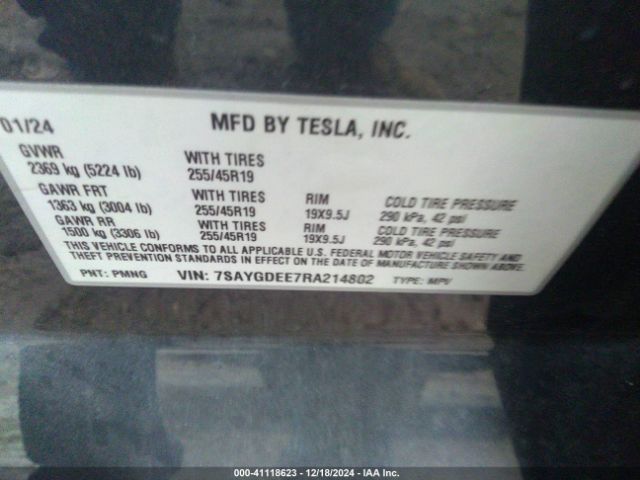 01/24 MFD BY TESLA, INC.
GVWR
2369 kg (5224 lb) WITH TIRES 255/45R19
GAWR FRT
1363 kg (3004 lb) WITH TIRES 255/45R19 RIM 19X9.5J COLD TIRE PRESSURE 290 kPa, 42 psi
GAWR RR
1500 kg (3306 lb) WITH TIRES 255/45R19 RIM 19X9.5J COLD TIRE PRESSURE 290 kPa, 42 psi
THIS VEHICLE CONFORMS TO ALL APPLICABLE U.S. FEDERAL MOTOR VEHICLE SAFETY AND
THEFT PREVENTION STANDARDS IN EFFECT ON THE DATE OF MANUFACTURE SHOWN ABOVE.
PNT: PMNG VIN: 7SAYGDEE7RA214802 TYPE: MPV
000-41118623 - 12/18/2024 - IAA Inc.